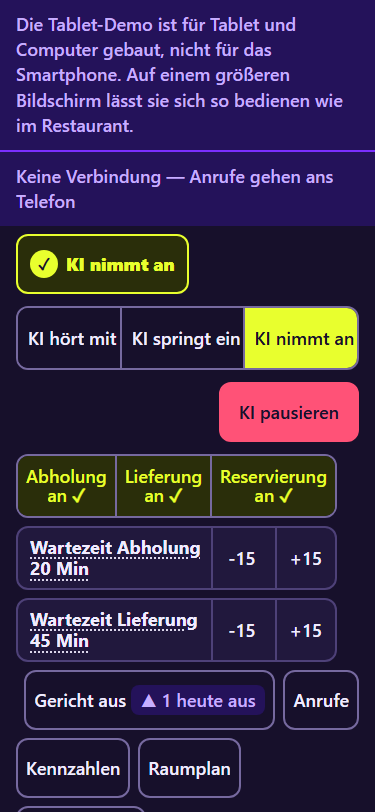 Die Tablet-Demo ist für Tablet und
Computer gebaut, nicht für das
Smartphone. Auf einem größeren
Bildschirm lässt sie sich so bedienen wie
im Restaurant.
Keine Verbindung — Anrufe gehen ans
Telefon
✓ KI nimmt an
KI hört mit KI springt ein KI nimmt an
KI pausieren
Abholung an ✓ Lieferung an ✓ Reservierung an ✓
Wartezeit Abholung
20 Min
-15 +15
Wartezeit Lieferung
45 Min
-15 +15
Gericht aus ▲ 1 heute aus Anrufe
Kennzahlen Raumplan